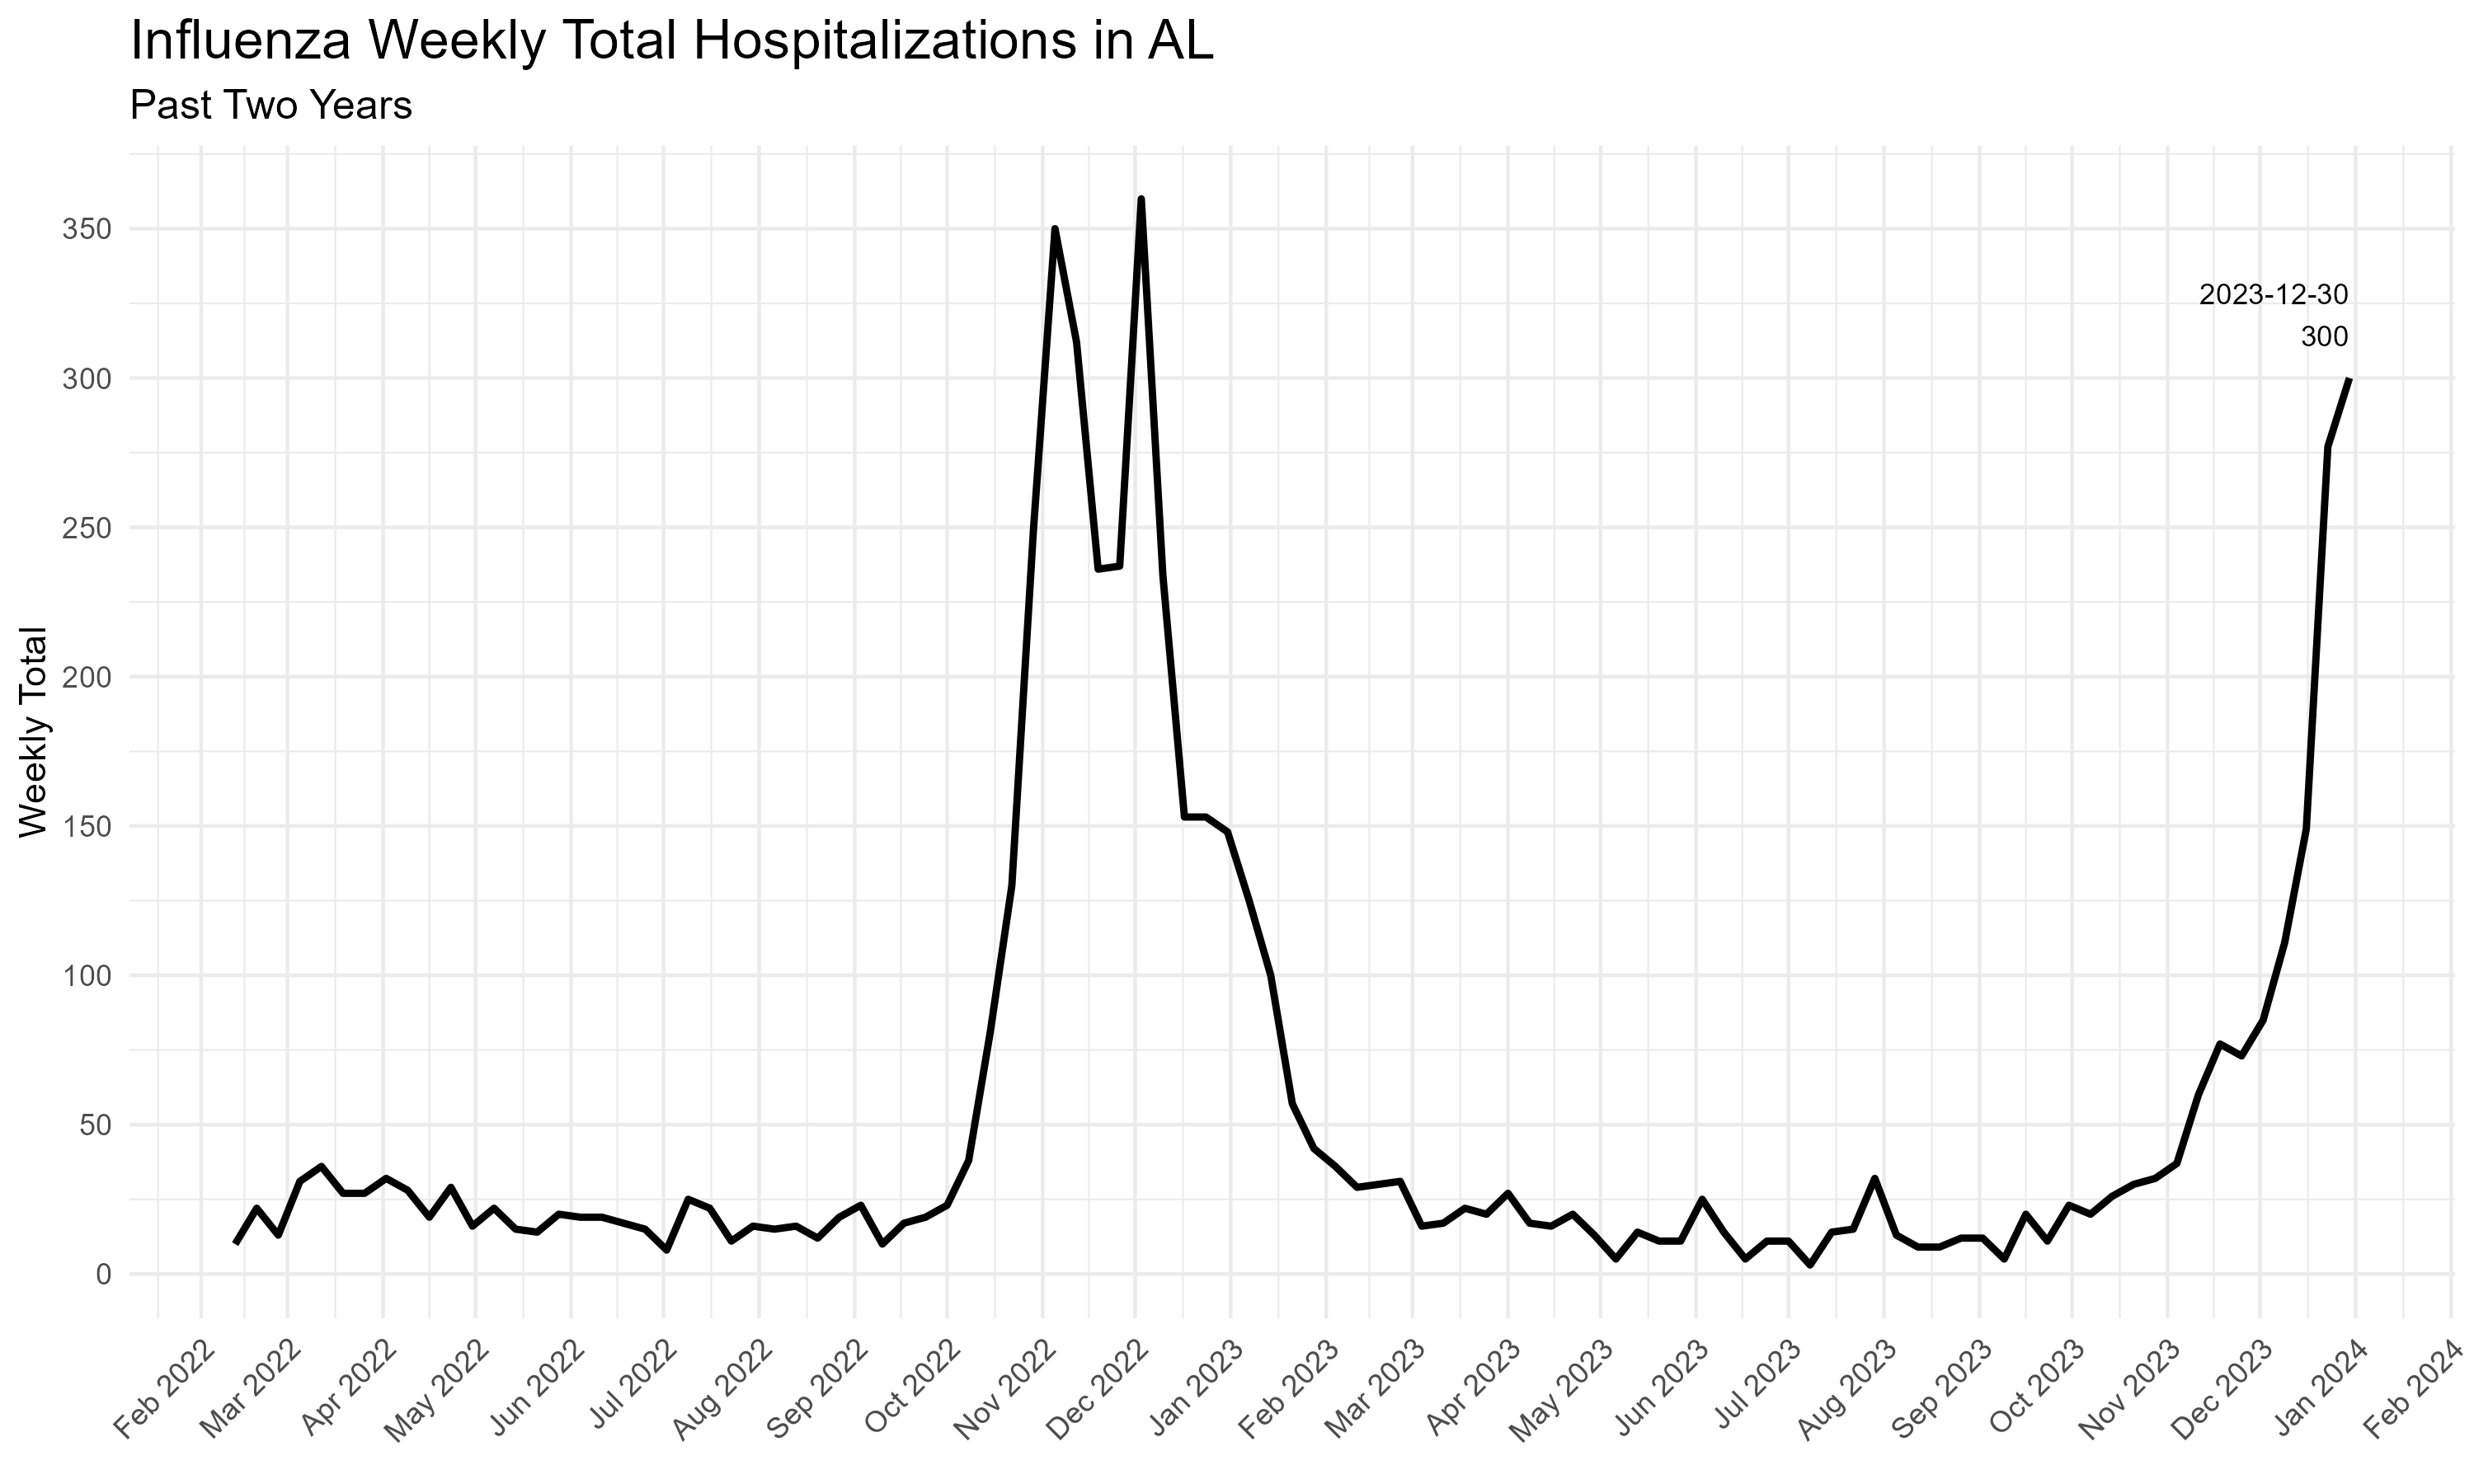 Influenza Weekly Total Hospitalizations in AL
Past Two Years
Weekly Total
350
300
250
200
150
100
50
0
2023-12-30
300
Feb 2022
Mar 2022
Apr 2022
May 2022
Jun 2022
Jul 2022
Aug 2022
Sep 2022
Oct 2022
Nov 2022
Dec 2022
Jan 2023
Feb 2023
Mar 2023
Apr 2023
May 2023
Jun 2023
Jul 2023
Aug 2023
Sep 2023
Oct 2023
Nov 2023
Dec 2023
Jan 2024
Feb 2024